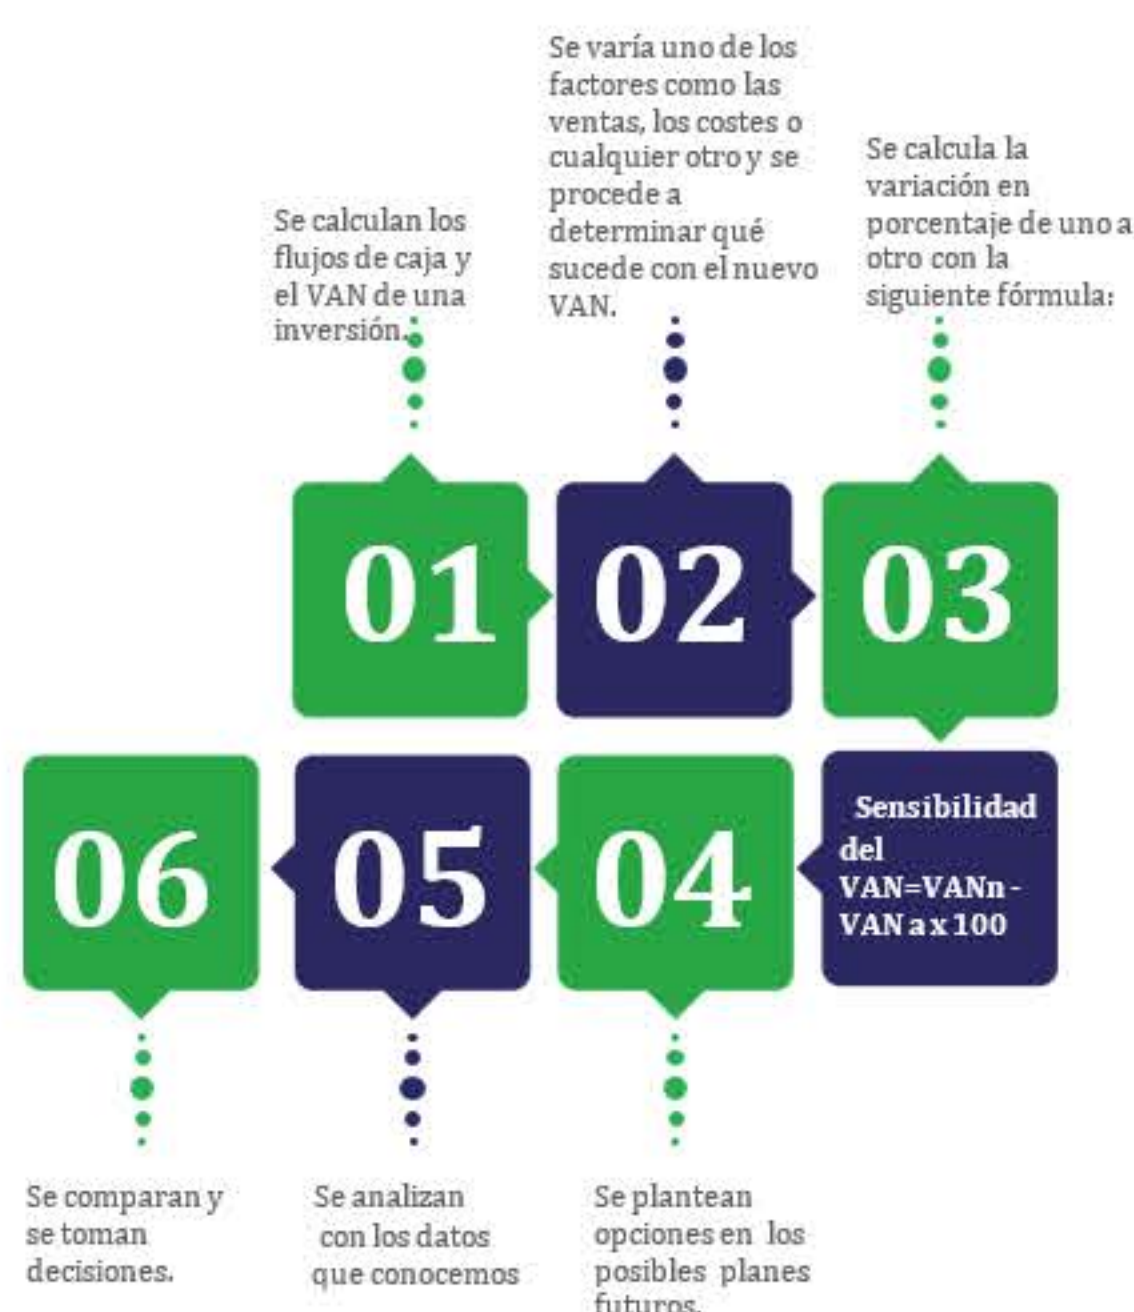 Se calculan los
flujos de caja y
el VAN de una
inversión.
Se varía uno de los
factores como las
ventas, los costes o
cualquier otro y se
procede a
determinar qué
sucede con el nuevo
VAN.
Se calcula la
variación en
porcentaje de uno a
otro con la
siguiente fórmula:
01
02
03
Sensibilidad
del
VAN=VANn -
VAN a x 100
04
05
06
Se plantean
opciones en los
posibles planes
futuros.
Se analizan
con los datos
que conocemos
Se comparan y
se toman
decisiones.